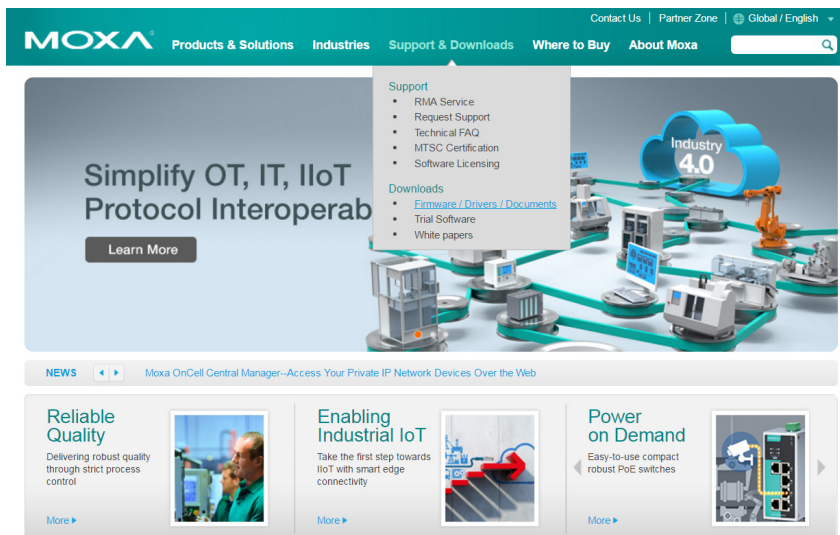 Contact Us | Partner Zone | Global / English
MOXA
Products & Solutions Industries Support & Downloads Where to Buy About Moxa
Support
• RMA Service
• Request Support
• Technical FAQ
• MTSC Certification
• Software Licensing
Downloads
• Firmware / Drivers / Documents
• Trial Software
• White papers
Simplify OT, IT, IIoT
Protocol Interoperab
Learn More
Industry
4.0
NEWS Moxa OnCell Central Manager--Access Your Private IP Network Devices Over the Web
Reliable
Quality
Delivering robust quality
through strict process
control
More
Enabling
Industrial IoT
Take the first step towards
IIoT with smart edge
connectivity
More
Power
on Demand
Easy-to-use compact
robust PoE switches
More